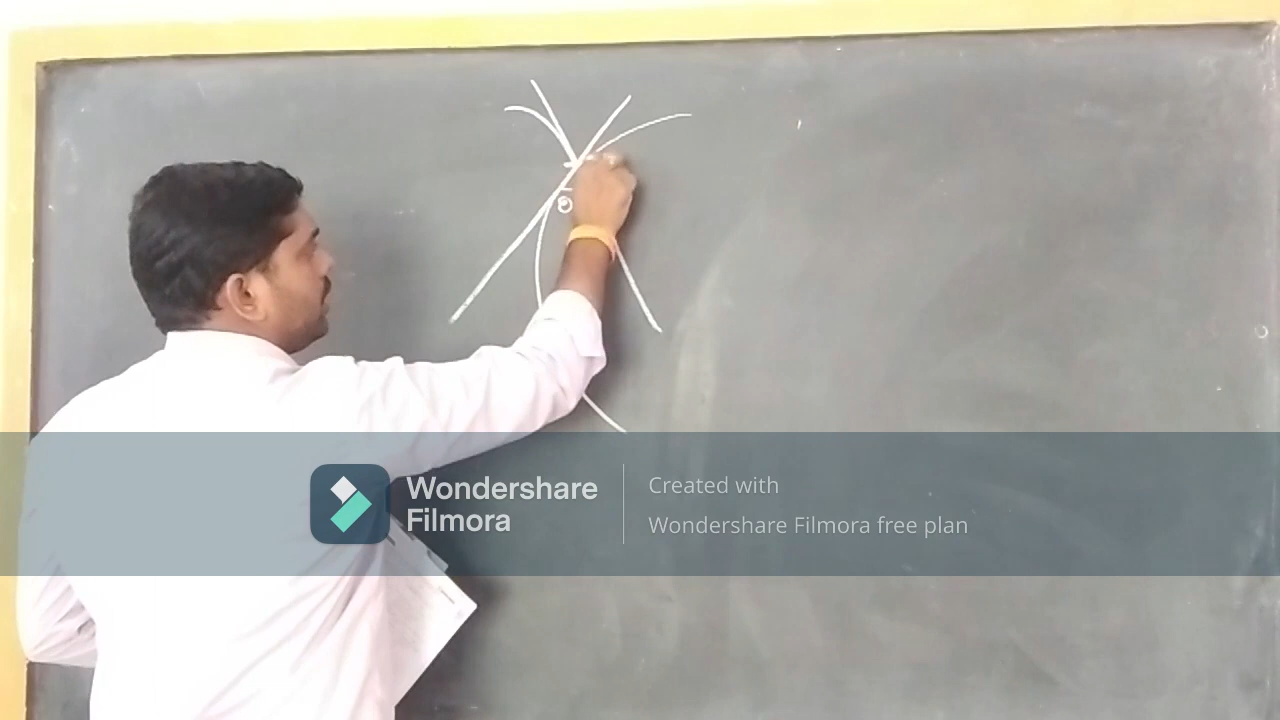 Wondershare
Filmora
Created with
Wondershare Filmora free plan
θ